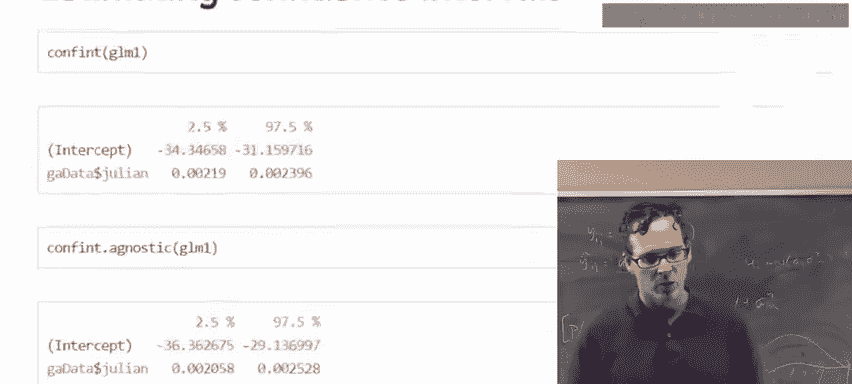 confint(glm1)
2.5 % 97.5 %
(Intercept) -34.34658 -31.159716
gaData$julian 0.00219 0.002396
confint.agnostic(glm1)
2.5 % 97.5 %
(Intercept) -36.362675 -29.136997
gaData$julian 0.002058 0.002528